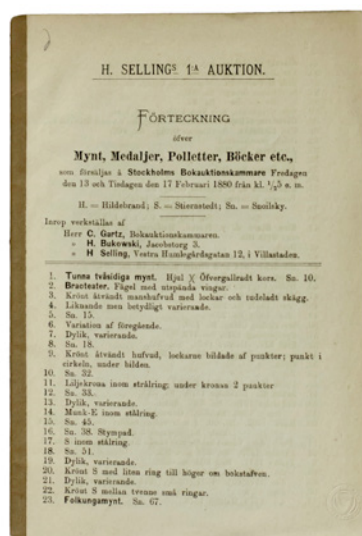 H. SELLINGS 1A AUKTION.
FÖRTECKNING
öfver
Mynt, Medaljer, Polletter, Böcker etc.,
som försäljas å Stockholms Bokauktionskammare Fredagen
den 13 och Tisdagen den 17 Februari 1880 från kl. 1/25 e. m.
H. = Hildebrand; S. = Stiernstedt; Sn. = Snoilsky.
Inrop verkställas af
Herr C. Gartz, Bokauktionskammaren.
» H. Bukowski, Jacobstorg 3.
» H Selling, Vestra Humlegårdsgatan 12, i Villastaden.
1. Tunna tvåsidiga mynt. Hjul )( Öfvergallradt kors. Sn. 10.
2. Bracteater. Fågel med utspända vingar.
3. Krönt åtvändt manshufvud med lockar och tudeladt skägg.
4. Liknande men betydligt varierande.
5. Sn. 15.
6. Variation af föregående.
7. Dylik, varierande.
8. Sn. 18.
9. Krönt åtvändt hufvud, lockarne bildade af punkter; punkt i
cirkeln, under bilden.
10. Sn. 32.
11. Liljekrona inom strålring; under kronan 2 punkter
12. Sn. 33.
13. Dylik, varierande.
14. Munk-E inom stålring.
15. Sn. 45.
16. Sn. 38. Stympad.
17. S inom stålring.
18. Sn. 51.
19. Dylik, varierande.
20. Krönt S med liten ring till höger om bokstafven.
21. Dylik, varierande.
22. Krönt S mellan tvenne små ringar.
23. Folkungamynt. Sn. 67.